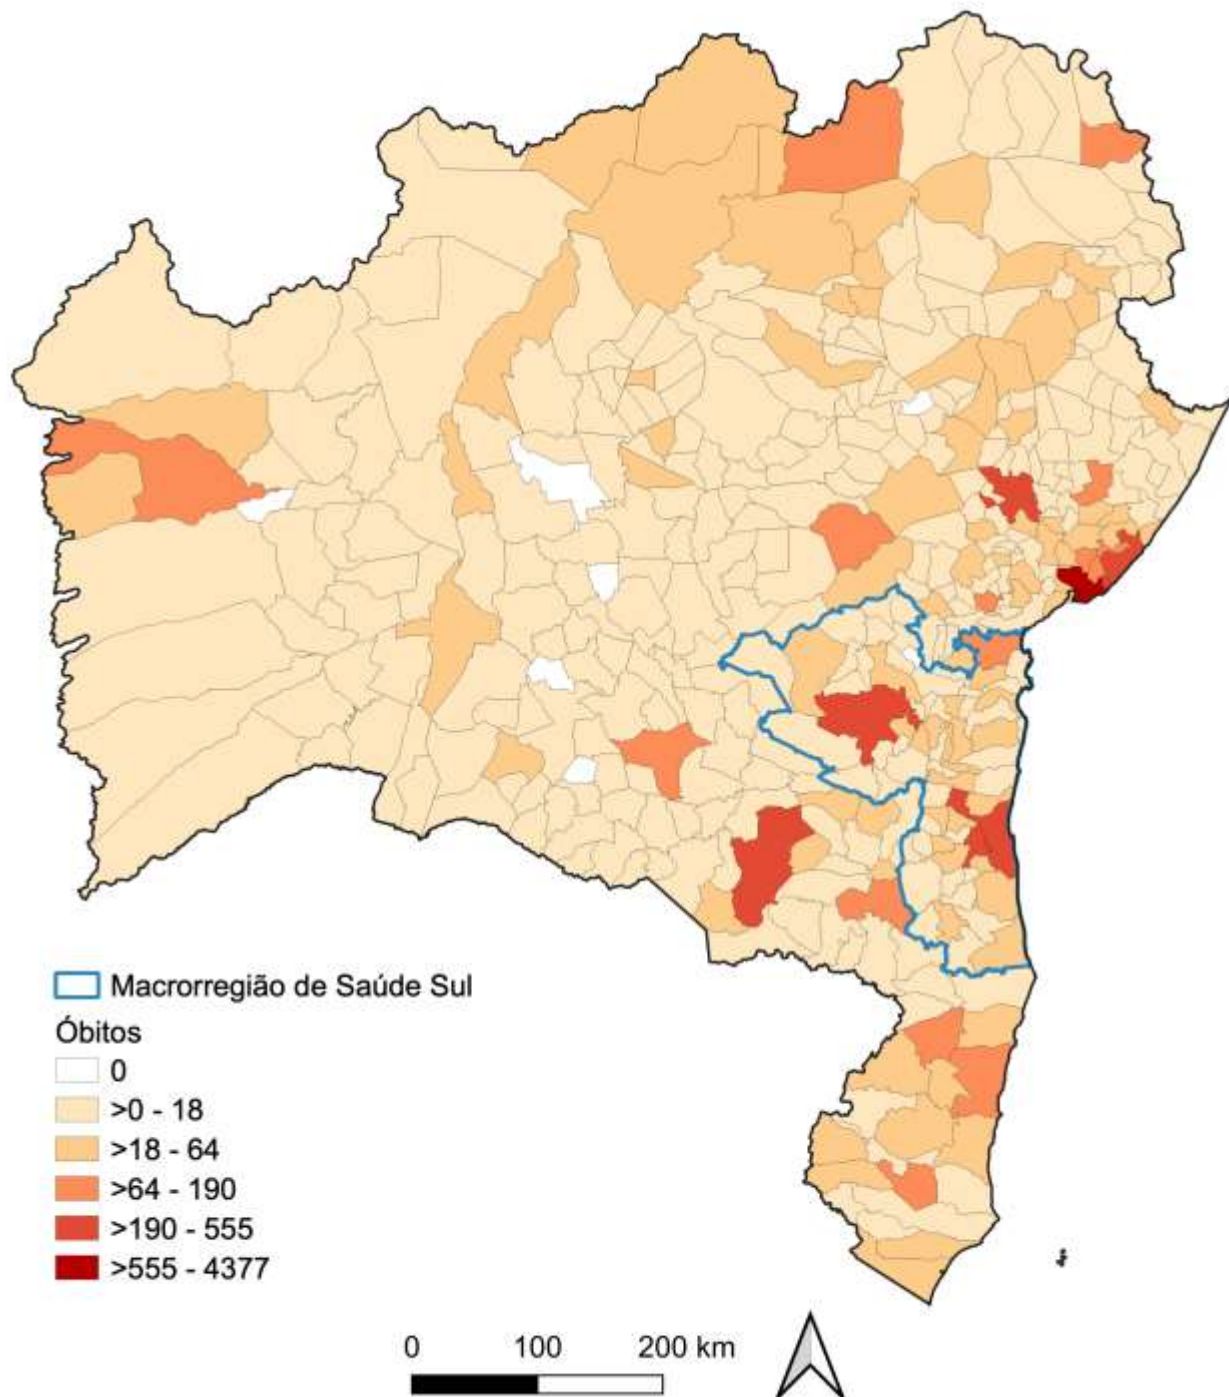 Macrorregião de Saúde Sul
Óbitos
0
>0 - 18
>18 - 64
>64 - 190
>190 - 555
>555 - 4377
0 100 200 km